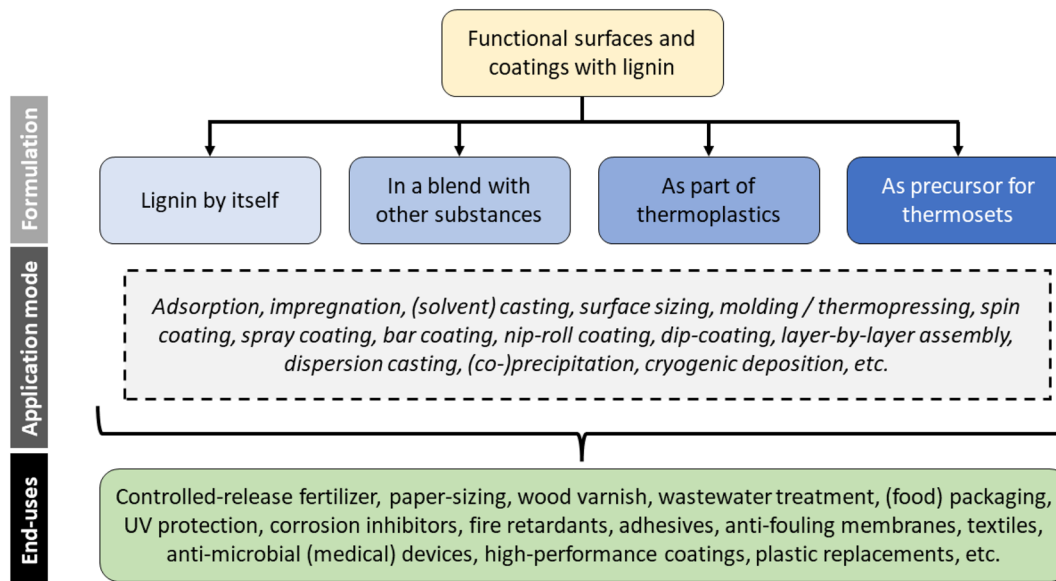 Functional surfaces and
coatings with lignin
Formulation
Lignin by itself
In a blend with
other substances
As part of
thermoplastics
As precursor for
thermosets
Application mode
Adsorption, impregnation, (solvent) casting, surface sizing, molding / thermopressing, spin
coating, spray coating, bar coating, nip-roll coating, dip-coating, layer-by-layer assembly,
dispersion casting, (co-)precipitation, cryogenic deposition, etc.
End-uses
Controlled-release fertilizer, paper-sizing, wood varnish, wastewater treatment, (food) packaging,
UV protection, corrosion inhibitors, fire retardants, adhesives, anti-fouling membranes, textiles,
anti-microbial (medical) devices, high-performance coatings, plastic replacements, etc.